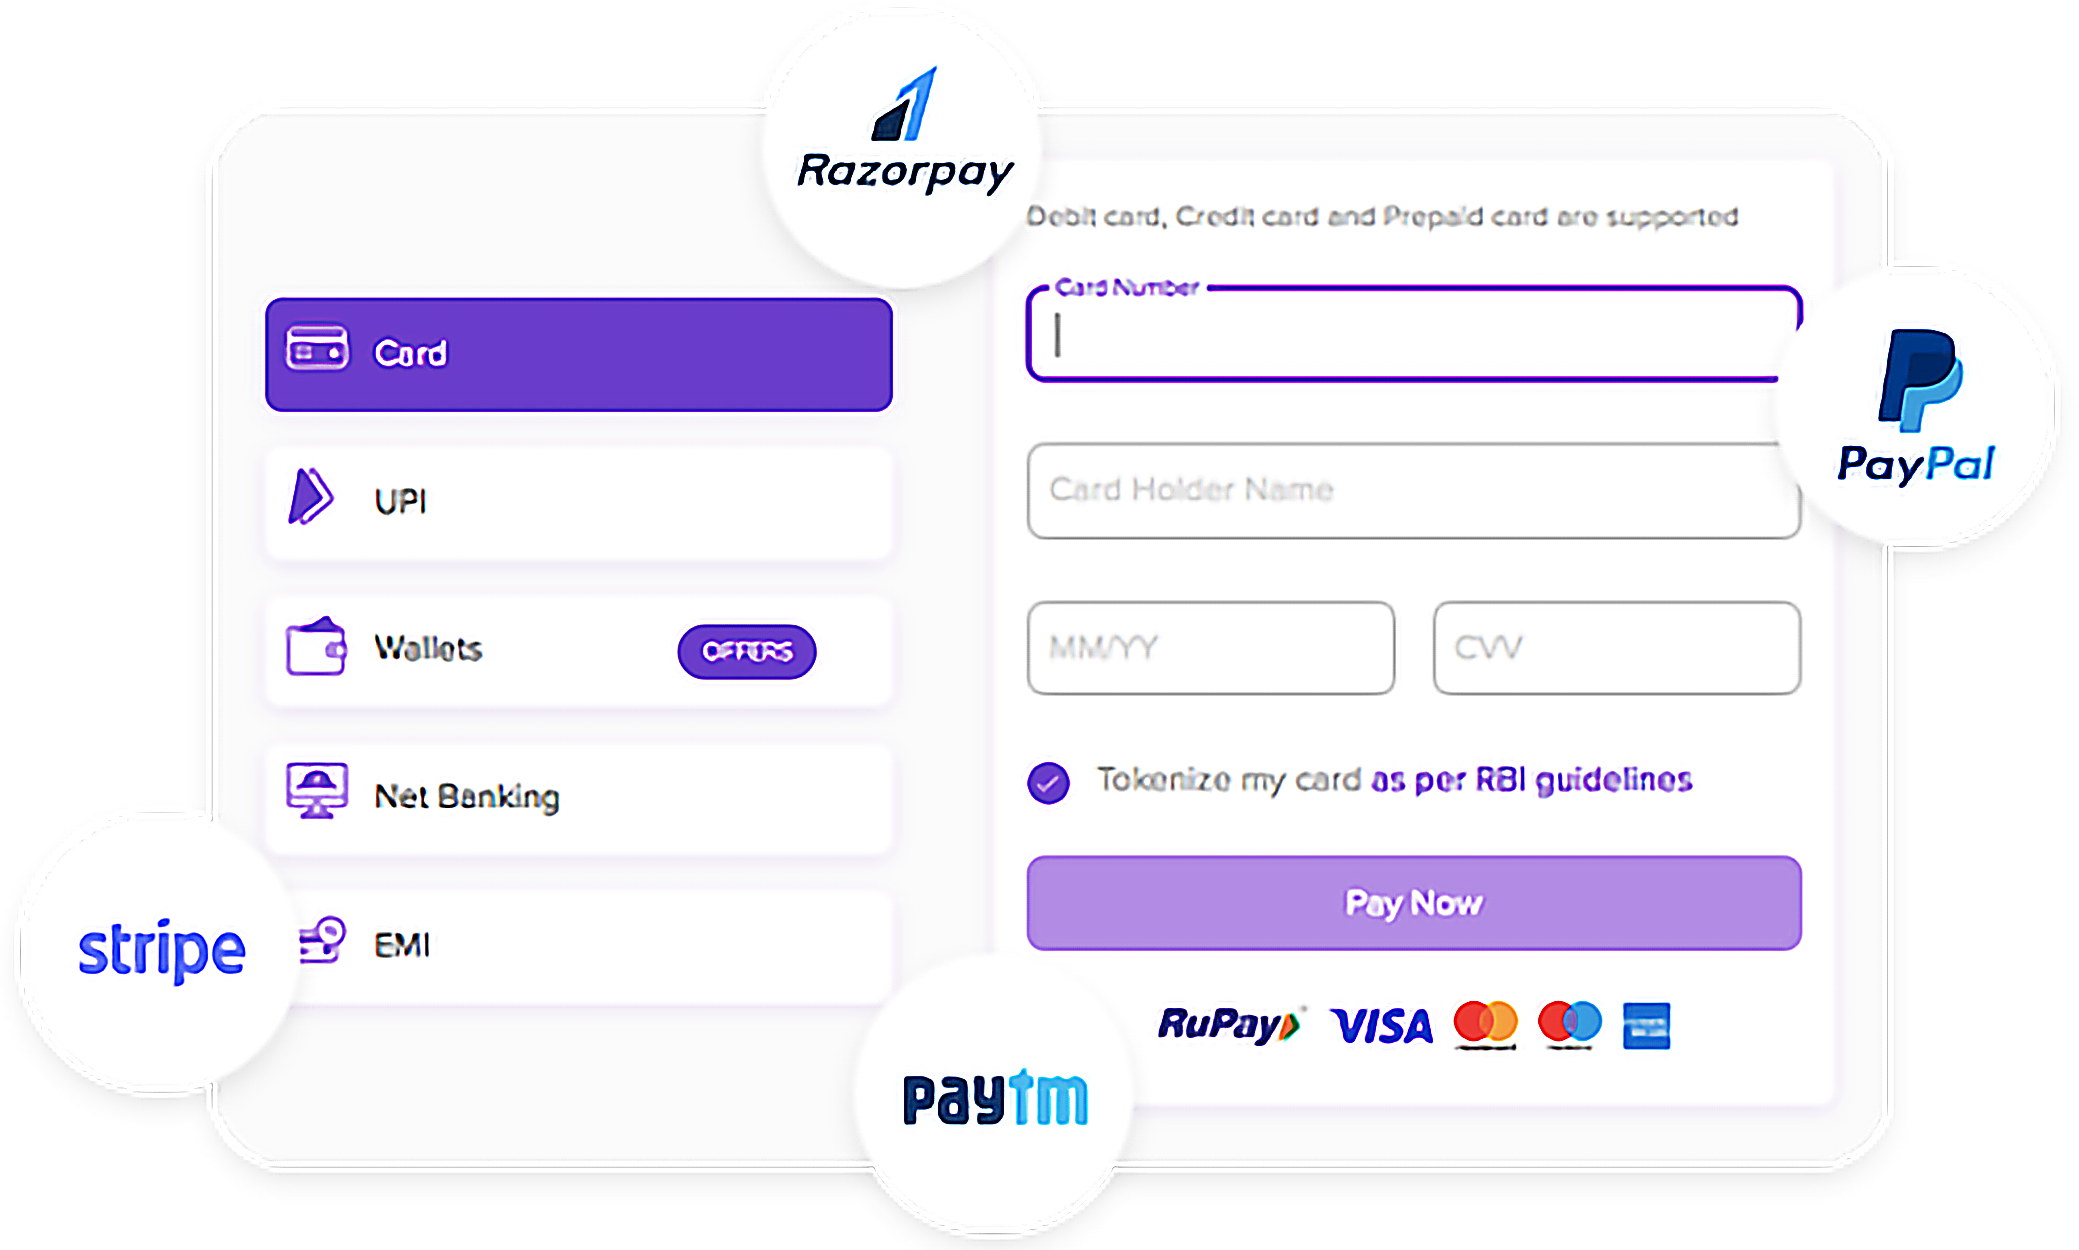 Razorpay
Debit card, Credit card and Prepaid card are supported
Card Number
Card
PayPal
UPI
Card Holder Name
Wallets
OFFERS
MM/YY
CVV
Net Banking
Tokenize my card as per RBI guidelines
stripe
EMI
Pay Now
RuPay
VISA
paytm